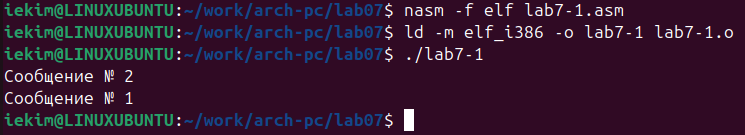 iekim@LINUXUBUNTU:~/work/arch-pc/lab07$ nasm -f elf lab7-1.asm
iekim@LINUXUBUNTU:~/work/arch-pc/lab07$ ld -m elf_i386 -o lab7-1 lab7-1.o
iekim@LINUXUBUNTU:~/work/arch-pc/lab07$ ./lab7-1
Сообщение № 2
Сообщение № 1
iekim@LINUXUBUNTU:~/work/arch-pc/lab07$